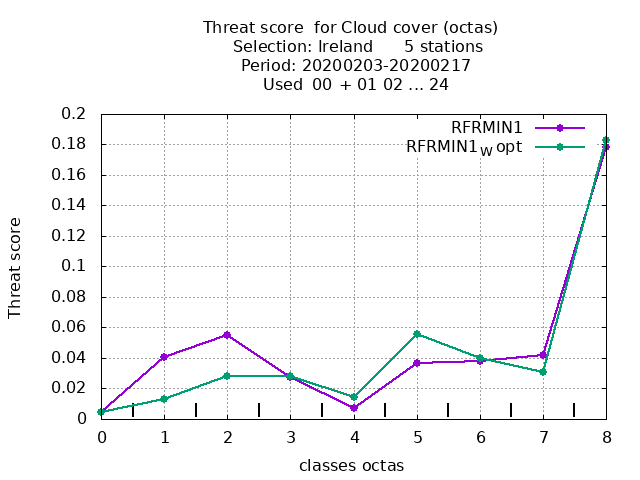 Threat score  for Cloud cover (octas)
Selection: Ireland      5 stations
Period: 20200203-20200217
Used  00 + 01 02 ... 24
RFRMIN1
RFRMIN1W opt
0.2
0.18
0.16
0.14
0.12
0.1
0.08
0.06
0.04
0.02
0
Threat score
0 1 2 3 4 5 6 7 8
classes octas